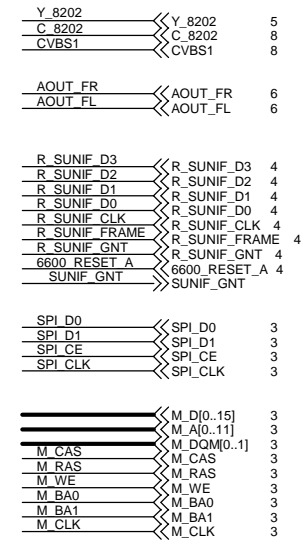 Y_8202 Y_8202 5
C_8202 C_8202 8
CVBS1 CVBS1 8
AOUT_FR AOUT_FR 6
AOUT_FL AOUT_FL 6
R_SUNIF_D3 R_SUNIF_D3 4
R_SUNIF_D2 R_SUNIF_D2 4
R_SUNIF_D1 R_SUNIF_D1 4
R_SUNIF_D0 R_SUNIF_D0 4
R_SUNIF_CLK R_SUNIF_CLK 4
R_SUNIF_FRAME R_SUNIF_FRAME 4
R_SUNIF_GNT R_SUNIF_GNT 4
6600_RESET_A 6600_RESET_A 4
SUNIF_GNT SUNIF_GNT
SPI_D0 SPI_D0 3
SPI_D1 SPI_D1 3
SPI_CE SPI_CE 3
SPI_CLK SPI_CLK 3
M_D[0..15] 3
M_A[0..11] 3
M_DQM[0..1] 3
M_CAS M_CAS 3
M_RAS M_RAS 3
M_WE M_WE 3
M_BA0 M_BA0 3
M_BA1 M_BA1 3
M_CLK M_CLK 3